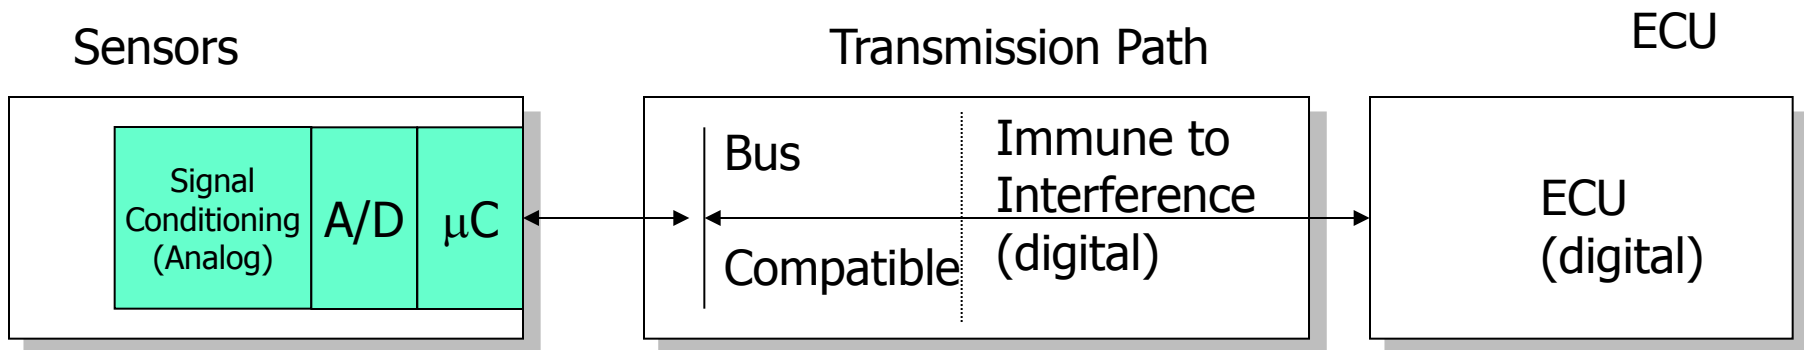 Sensors
Transmission Path
ECU
Signal
Conditioning
(Analog)
A/D
μC
Bus
Compatible
Immune to
Interference
(digital)
ECU
(digital)